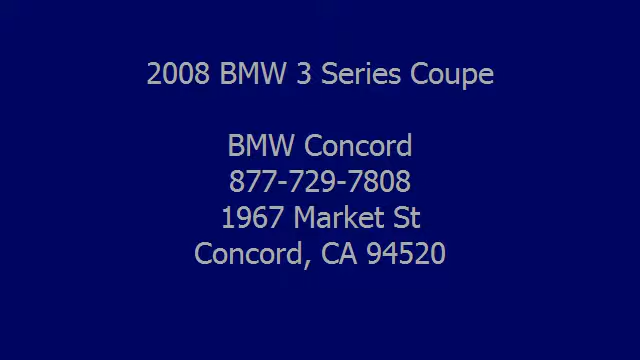 2008 BMW 3 Series Coupe
BMW Concord
877-729-7808
1967 Market St
Concord, CA 94520